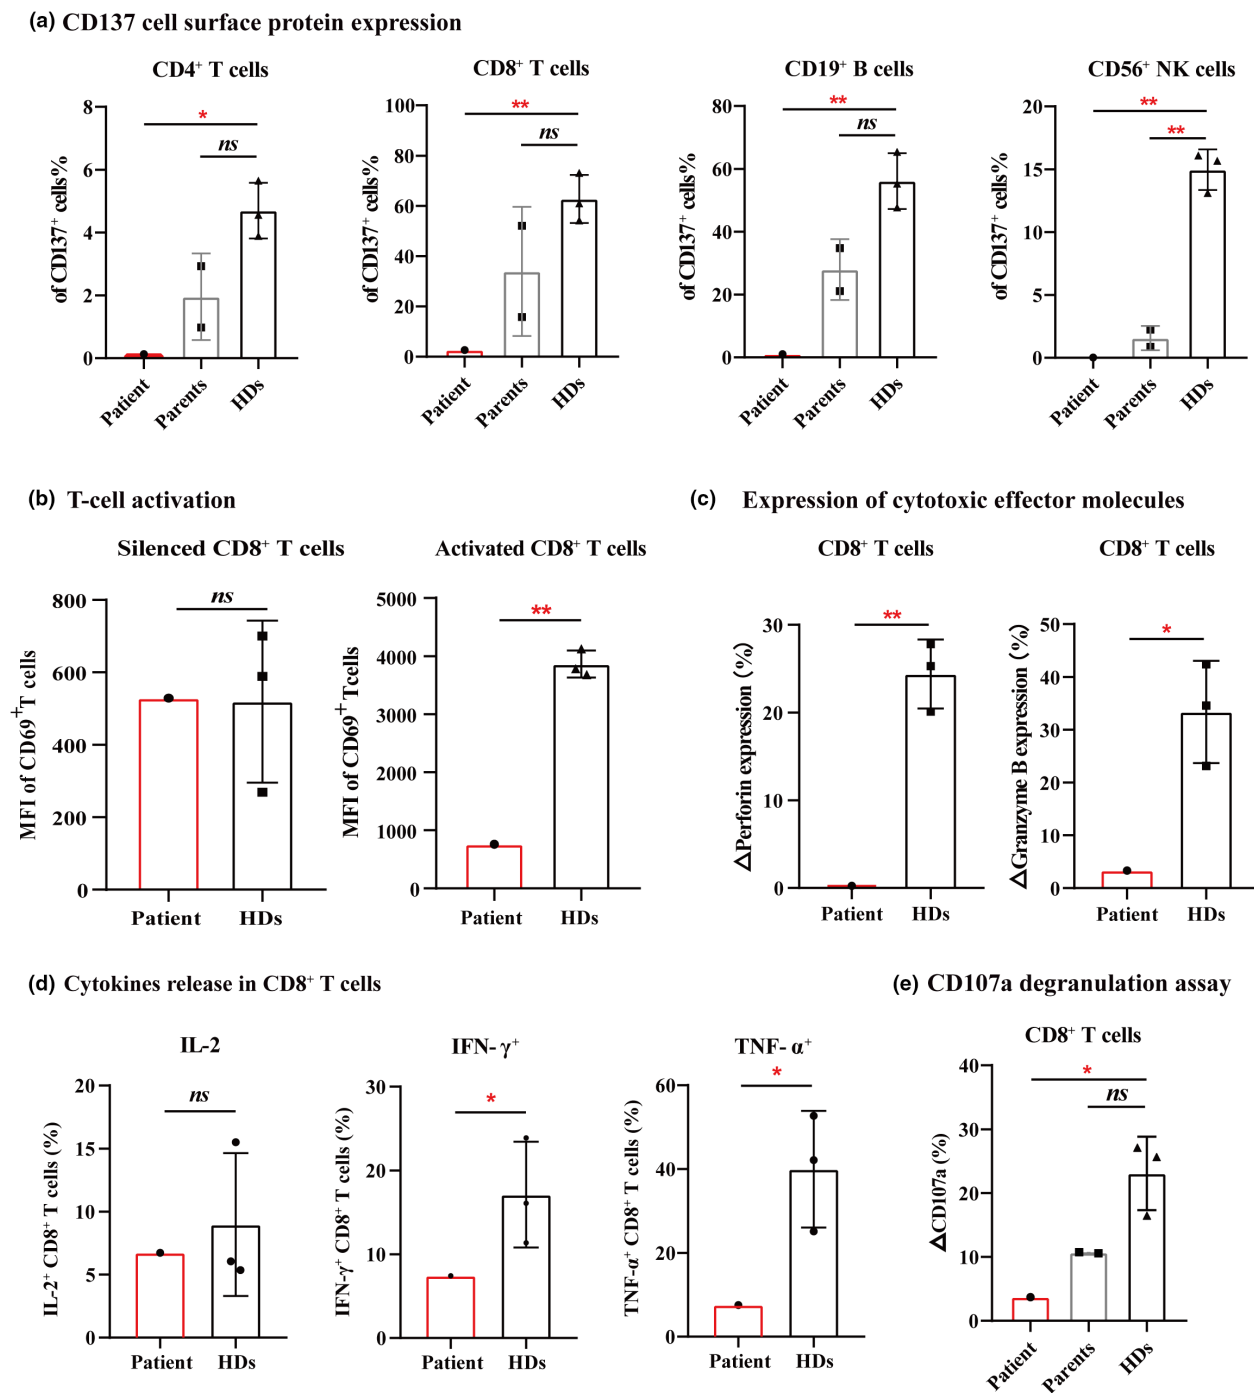 (a) CD137 cell surface protein expression
CD4⁺ T cells
of CD137⁺ cells%
8
6
4
2
0
*
ns
Patient
Parents
HDs
CD8⁺ T cells
of CD137⁺ cells%
100
80
60
40
20
0
**
ns
Patient
Parents
HDs
CD19⁺ B cells
of CD137⁺ cells%
80
60
40
20
0
**
ns
Patient
Parents
HDs
CD56⁺ NK cells
of CD137⁺ cells%
20
15
10
5
0
**
**
Patient
Parents
HDs
(b) T-cell activation
Silenced CD8⁺ T cells
MFI of CD69⁺T cells
800
600
400
200
0
ns
Patient
HDs
Activated CD8⁺ T cells
MFI of CD69⁺Tcells
5000
4000
3000
2000
1000
0
**
Patient
HDs
(c) Expression of cytotoxic effector molecules
CD8⁺ T cells
△Perforin expression (%)
30
20
10
0
**
Patient
HDs
CD8⁺ T cells
△Granzyme B expression (%)
50
40
30
20
10
0
*
Patient
HDs
(d) Cytokines release in CD8⁺ T cells
IL-2
IL-2⁺ CD8⁺ T cells (%)
20
15
10
5
0
ns
Patient
HDs
IFN-γ⁺
IFN-γ⁺ CD8⁺ T cells (%)
30
20
10
0
*
Patient
HDs
TNF-α⁺
TNF-α⁺ CD8⁺ T cells (%)
60
40
20
0
*
Patient
HDs
(e) CD107a degranulation assay
CD8⁺ T cells
△CD107a (%)
40
30
20
10
0
*
ns
Patient
Parents
HDs